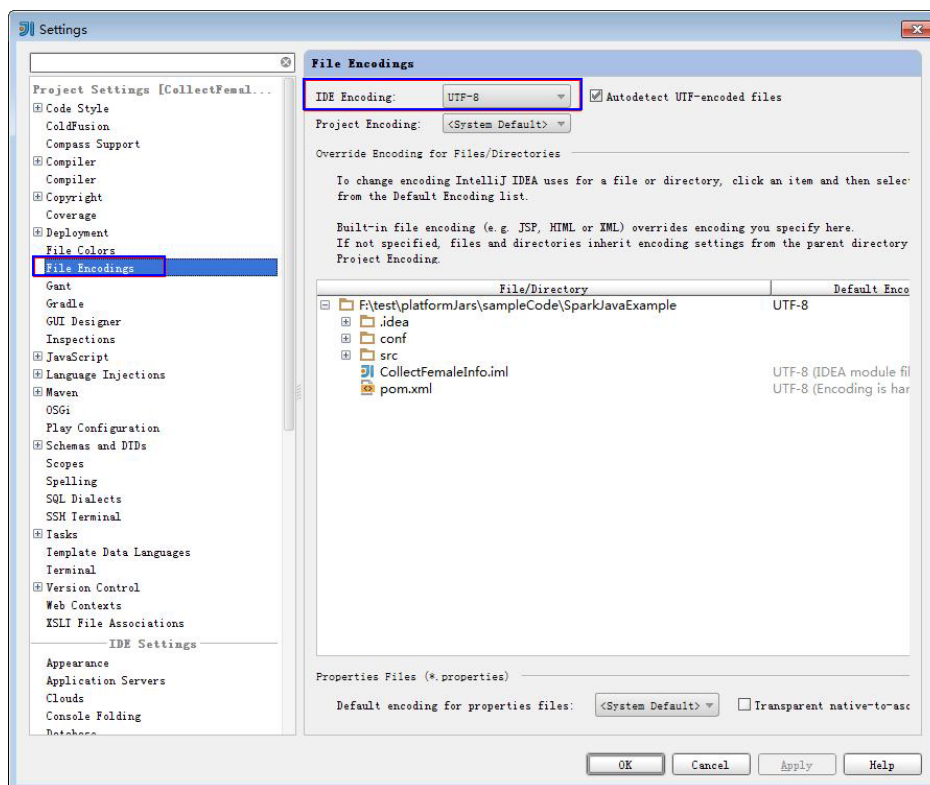 Settings
Project Settings [CollectFemal...
Code Style
ColdFusion
Compass Support
Compiler
Compiler
Copyright
Coverage
Deployment
File Colors
File Encodings
Gant
Gradle
GUI Designer
Inspections
JavaScript
Language Injections
Maven
OSGi
Play Configuration
Schemas and DTDs
Scopes
Spelling
SQL Dialects
SSH Terminal
Tasks
Template Data Languages
Terminal
Version Control
Web Contexts
XSLT File Associations
IDE Settings
Appearance
Application Servers
Clouds
Console Folding
Database
File Encodings
IDE Encoding: UTF-8 Autodetect UTF-encoded files
Project Encoding: <System Default>
Override Encoding for Files/Directories
To change encoding IntelliJ IDEA uses for a file or directory, click an item and then selec
from the Default Encoding list.
Built-in file encoding (e.g. JSP, HTML or XML) overrides encoding you specify here.
If not specified, files and directories inherit encoding settings from the parent directory
Project Encoding.
File/Directory Default Enco
F:\test\platformJars\sampleCode\SparkJavaExample UTF-8
.idea
conf
src
CollectFemaleInfo.iml UTF-8 (IDEA module fil
pom.xml UTF-8 (Encoding is har
Properties Files (*.properties)
Default encoding for properties files: <System Default> Transparent native-to-asc
OK Cancel Apply Help